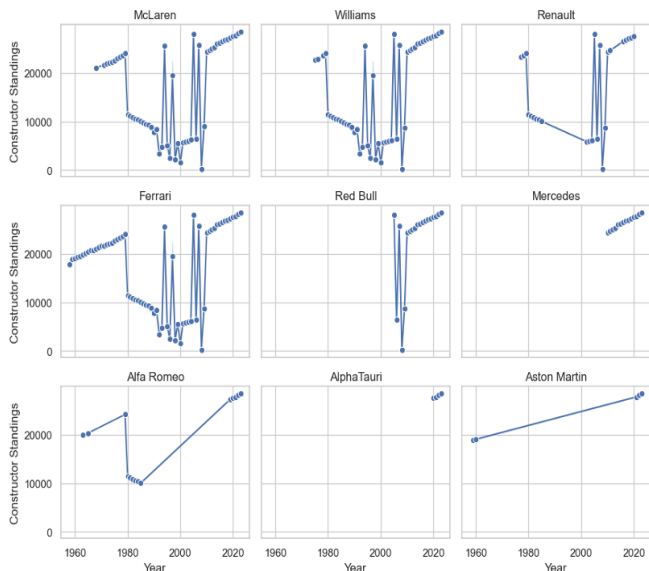 McLaren
Williams
Renault
Constructor Standings
20000
10000
0
Ferrari
Red Bull
Mercedes
Constructor Standings
20000
10000
0
Alfa Romeo
AlphaTauri
Aston Martin
Constructor Standings
20000
10000
0
1960 1980 2000 2020
1960 1980 2000 2020
1960 1980 2000 2020
Year
Year
Year